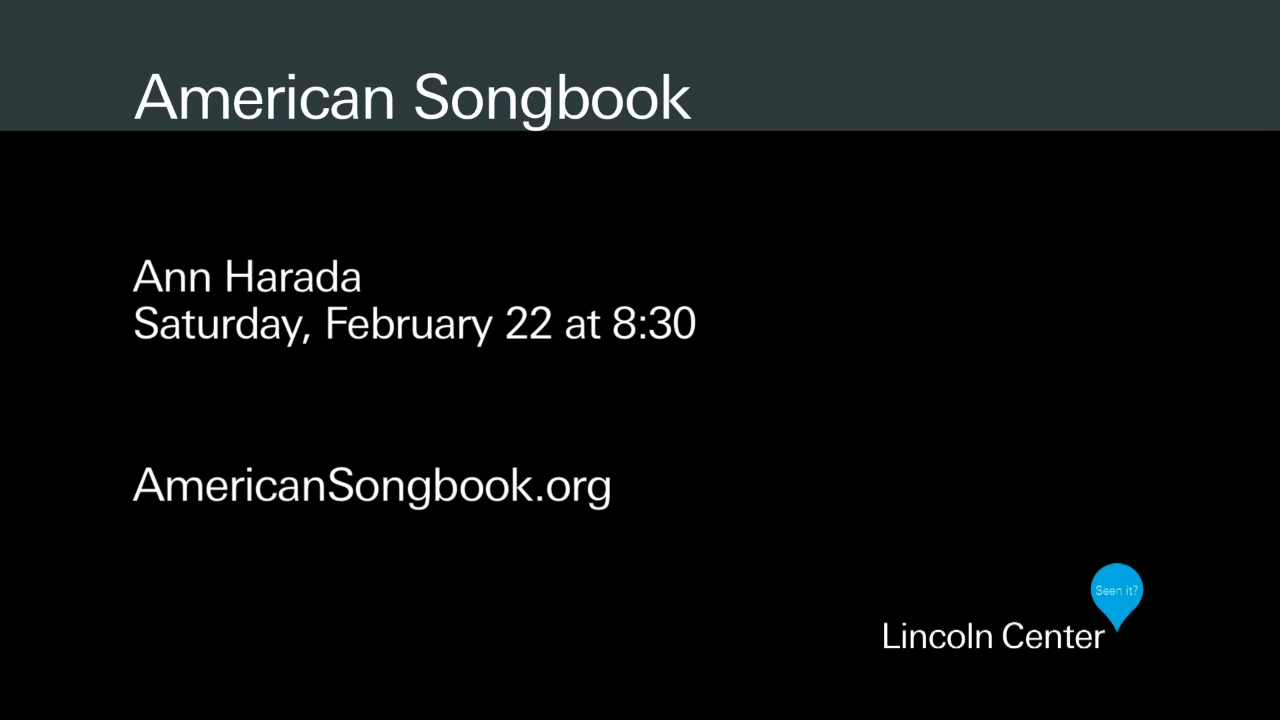 American Songbook
Ann Harada
Saturday, February 22 at 8:30
AmericanSongbook.org
Seen it?
Lincoln Center